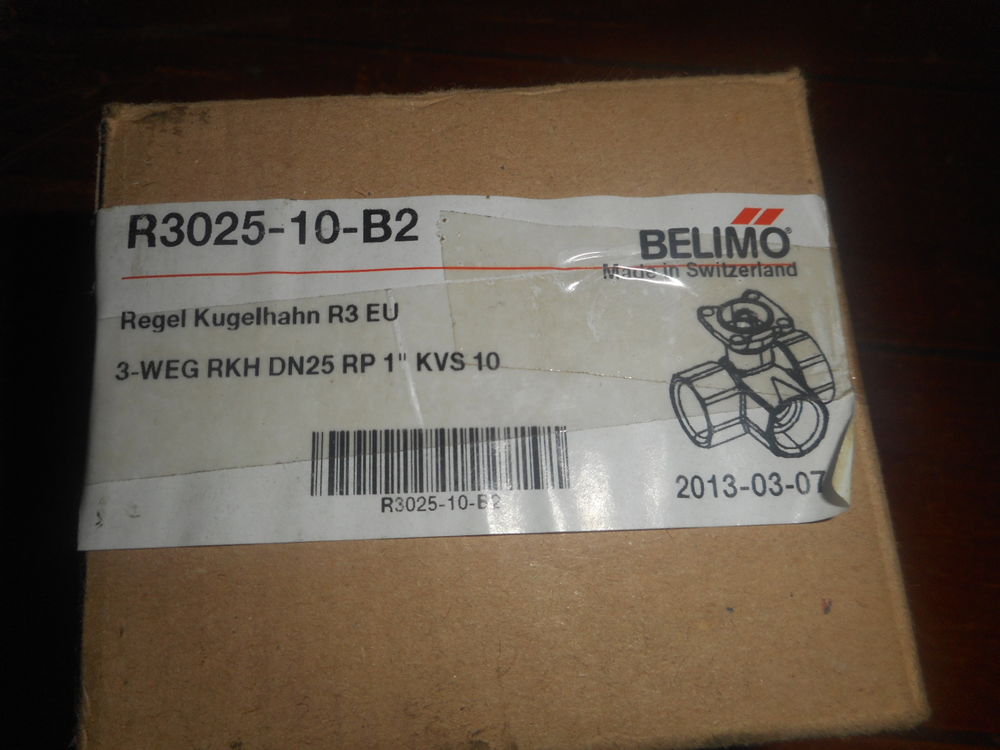 R3025-10-B2
BELIMO®
Made in Switzerland
Regel Kugelhahn R3 EU
3-WEG RKH DN25 RP 1" KVS 10
R3025-10-B2
2013-03-07